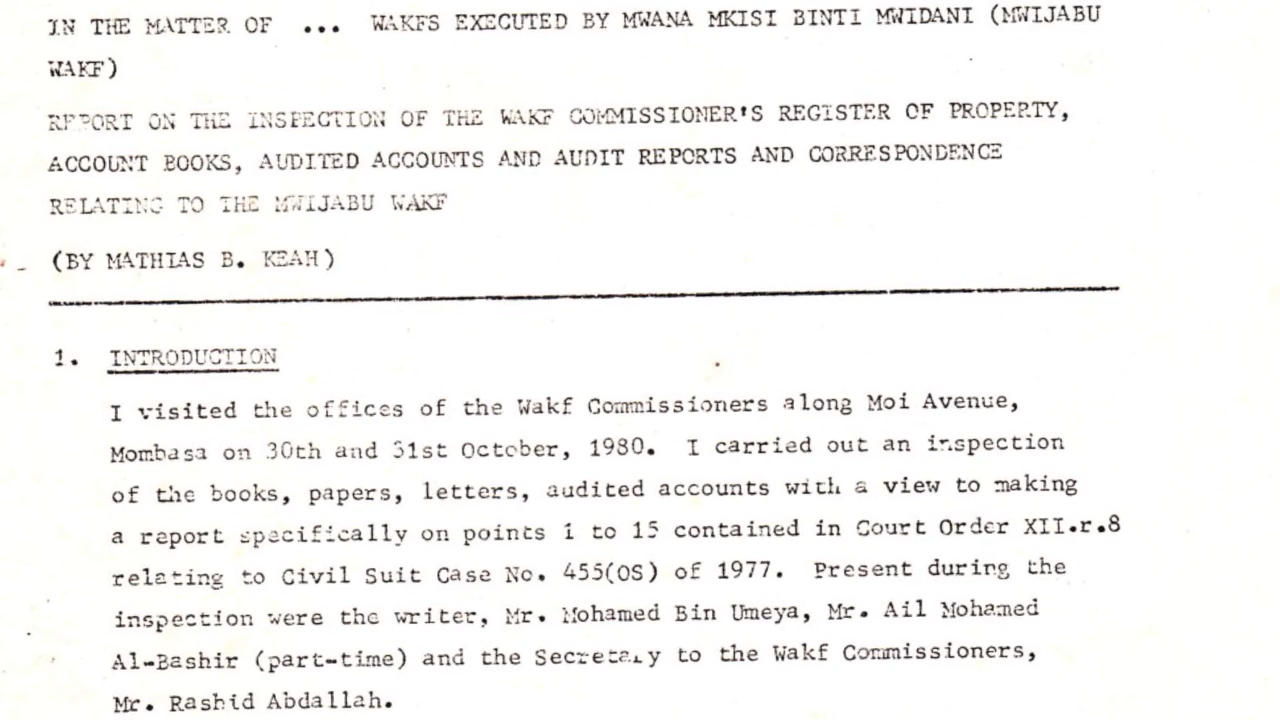 IN THE MATTER OF ... WAKFS EXECUTED BY MWANA MKISI BINTI MWIDANI (MWIJABU
WAKF)
REPORT ON THE INSPECTION OF THE WAKF COMMISSIONER'S REGISTER OF PROPERTY,
ACCOUNT BOOKS, AUDITED ACCOUNTS AND AUDIT REPORTS AND CORRESPONDENCE
RELATING TO THE MWIJABU WAKF
(BY MATHIAS B. KEAH)
1. INTRODUCTION
I visited the offices of the Wakf Commissioners along Moi Avenue,
Mombasa on 30th and 31st October, 1980. I carried out an inspection
of the books, papers, letters, audited accounts with a view to making
a report specifically on points 1 to 15 contained in Court Order XII.r.8
relating to Civil Suit Case No. 455(OS) of 1977. Present during the
inspection were the writer, Mr. Mohamed Bin Umeya, Mr. Ail Mohamed
Al-Bashir (part-time) and the Secretary to the Wakf Commissioners,
Mr. Rashid Abdallah.